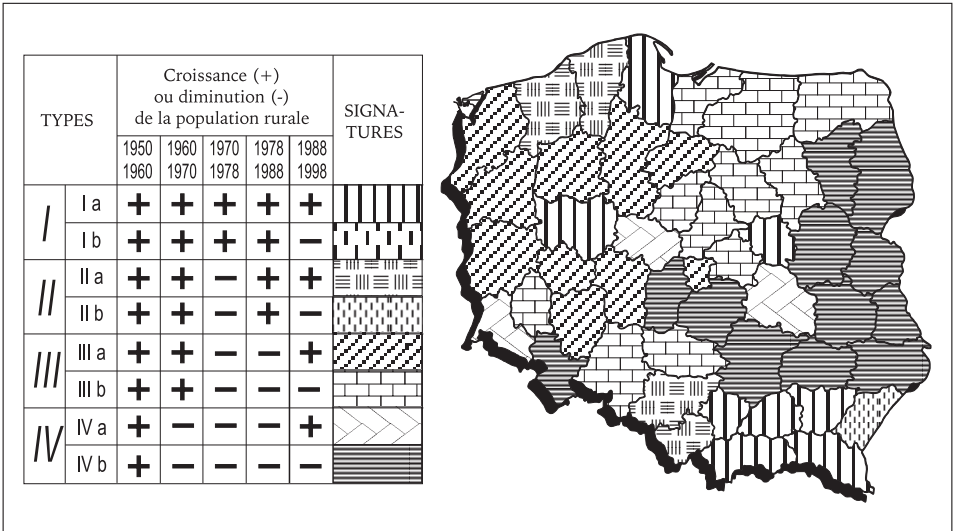 TYPES
Croissance (+)
ou diminution (-)
de la population rurale
SIGNA-
TURES
1950 1960 1970 1978 1988
1960 1970 1978 1988 1998
I
I a + + + + +
I b + + + + −
II
II a + + − + +
II b + + − + −
III
III a + + − − +
III b + + − − −
IV
IV a + − − − +
IV b + − − − −